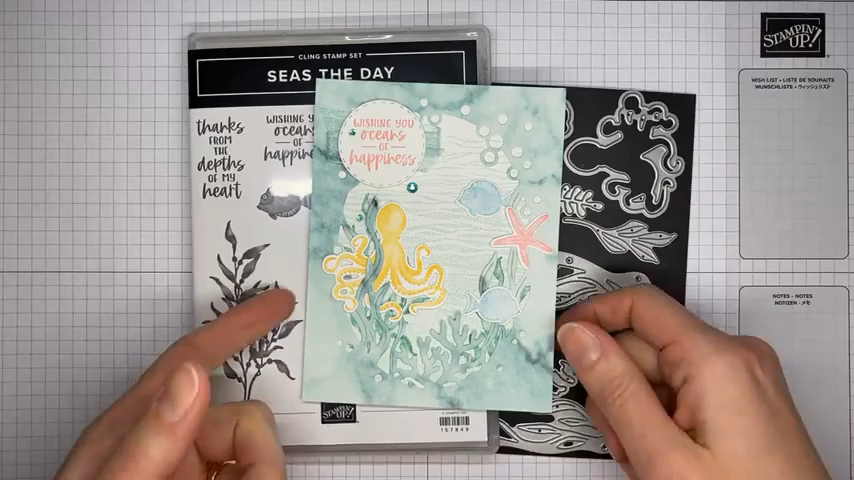 CLING STAMP SET
SEAS THE DAY
thanks
FROM
THE
depths
OF MY
heart
WISHING
oceans
OF
WISHING YOU
oceans
OF
happiness
STAMPIN' UP!
157849
STAMPIN' UP!
WISH LIST • LISTE DE SOUHAITS
WUNSCHLISTE • ウィッシュリスト
NOTES • NOTES
NOTIZEN • メモ